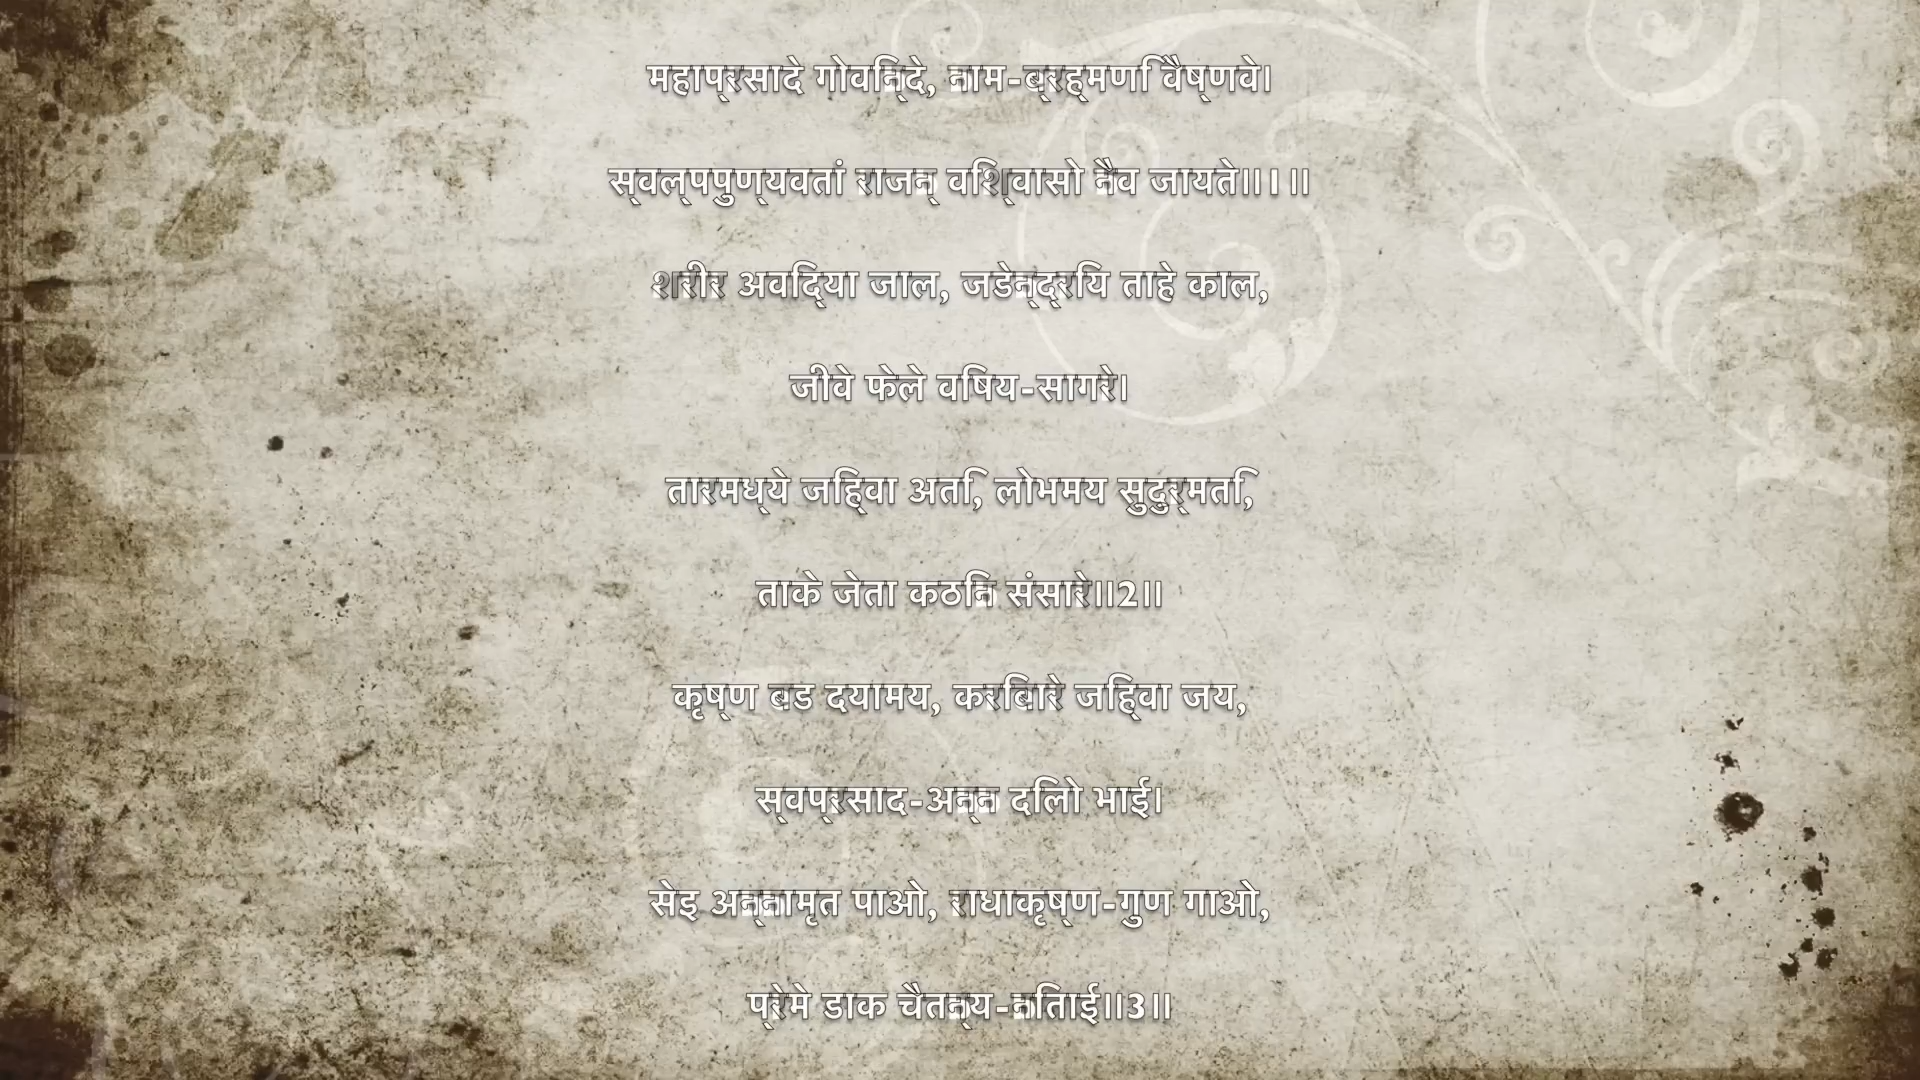 महाप्रसादे गोविन्दे, नाम-ब्रह्मणि वैष्णवे।
स्वल्पपुण्यवतां राजन् विश्वासो नैव जायते॥1॥
शरीर अविद्या जाल, जडेन्द्रिय ताहे काल,
जीवे फेले विषय-सागरे।
तारमध्ये जिह्वा अति, लोभमय सुदुर्मति,
ताके जेता कठिन संसारे॥2॥
कृष्ण बड दयामय, करिबारे जिह्वा जय,
स्वप्रसाद-अन्न दिलो भाई।
सेइ अन्नामृत पाओ, राधाकृष्ण-गुण गाओ,
प्रेमे डाक चैतन्य-निताई॥3॥